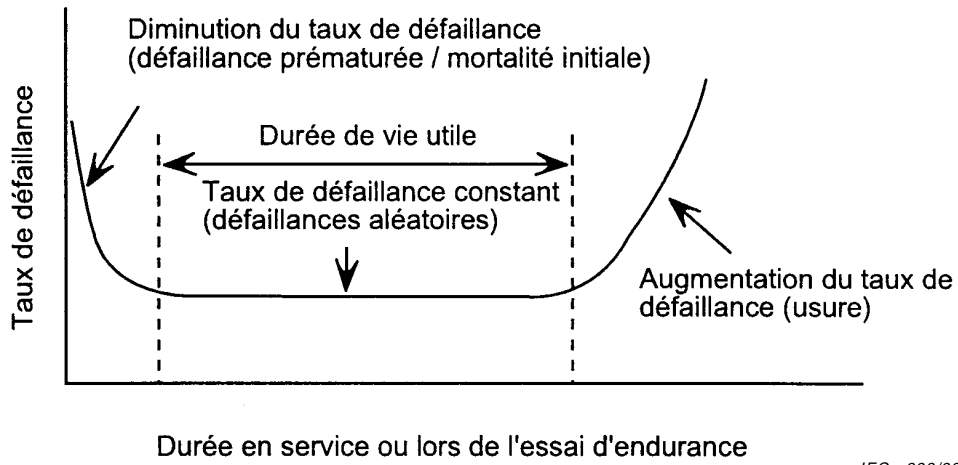 Diminution du taux de défaillance
(défaillance prématurée / mortalité initiale)
Taux de défaillance
Durée de vie utile
Taux de défaillance constant
(défaillances aléatoires)
Augmentation du taux de
défaillance (usure)
Durée en service ou lors de l'essai d'endurance